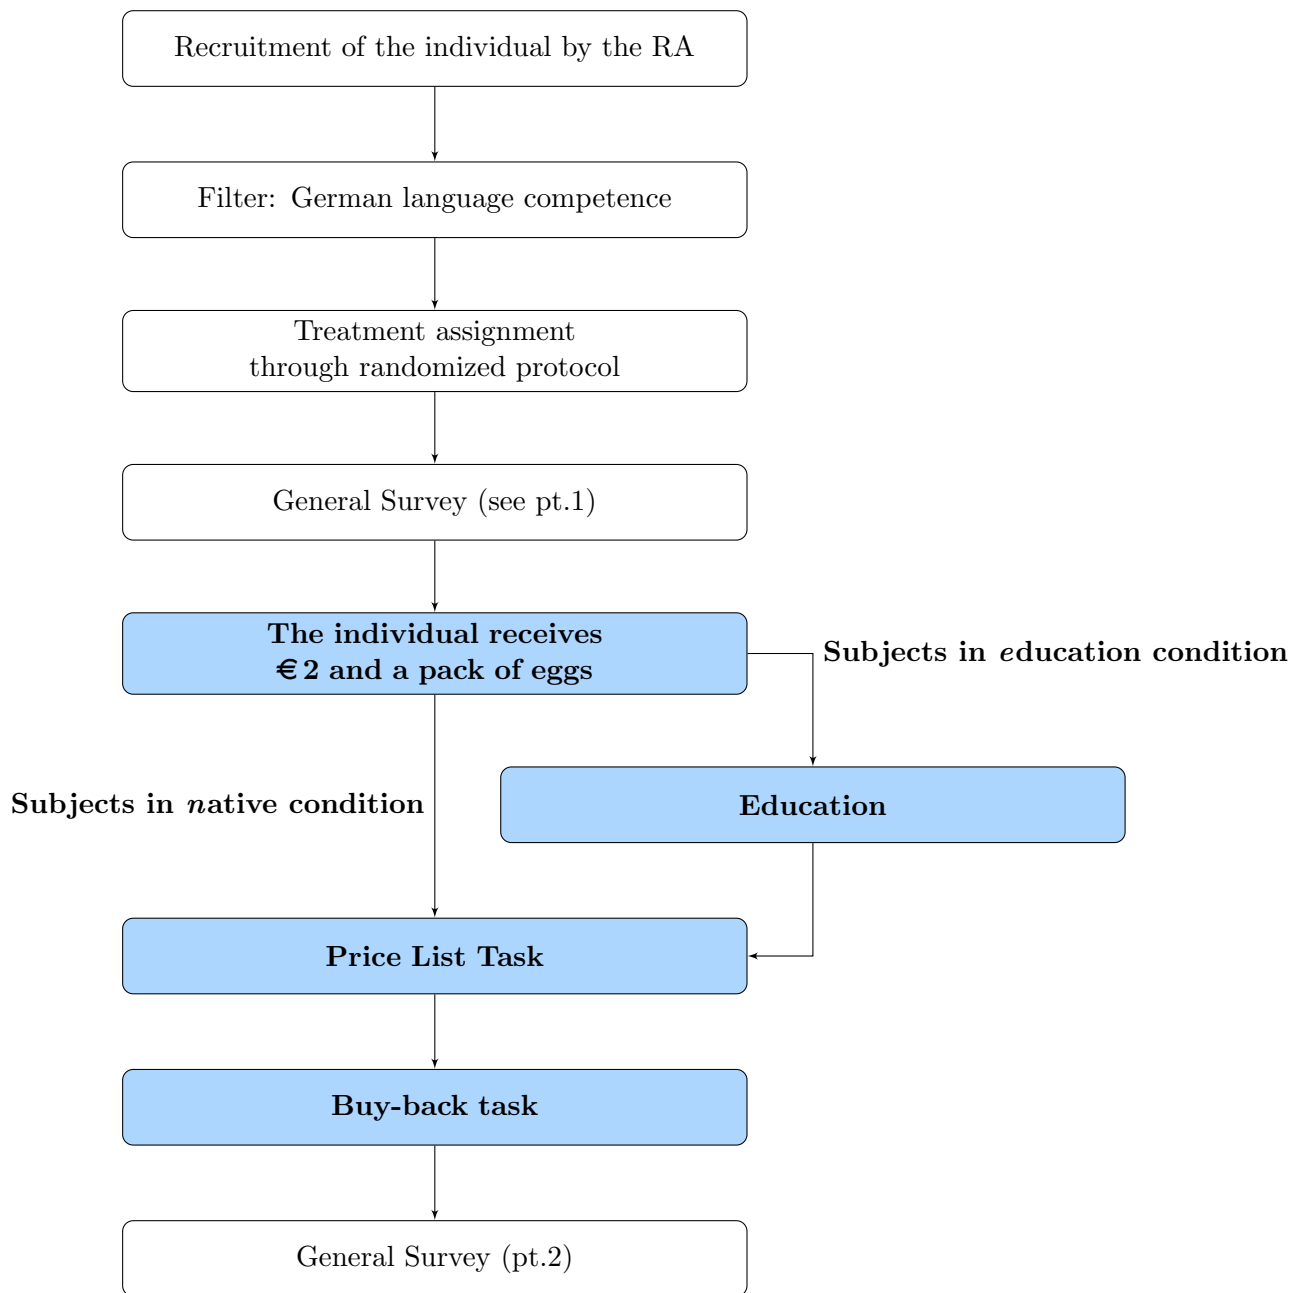 Recruitment of the individual by the RA
Filter: German language competence
Treatment assignment
through randomized protocol
General Survey (see pt.1)
The individual receives
€2 and a pack of eggs
Subjects in education condition
Subjects in native condition
Education
Price List Task
Buy-back task
General Survey (pt.2)